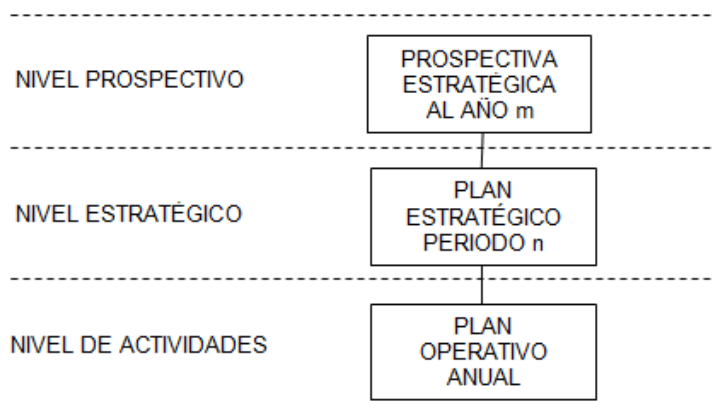 NIVEL PROSPECTIVO
PROSPECTIVA
ESTRATÉGICA
AL AÑO m
NIVEL ESTRATÉGICO
PLAN
ESTRATÉGICO
PERIODO n
NIVEL DE ACTIVIDADES
PLAN
OPERATIVO
ANUAL